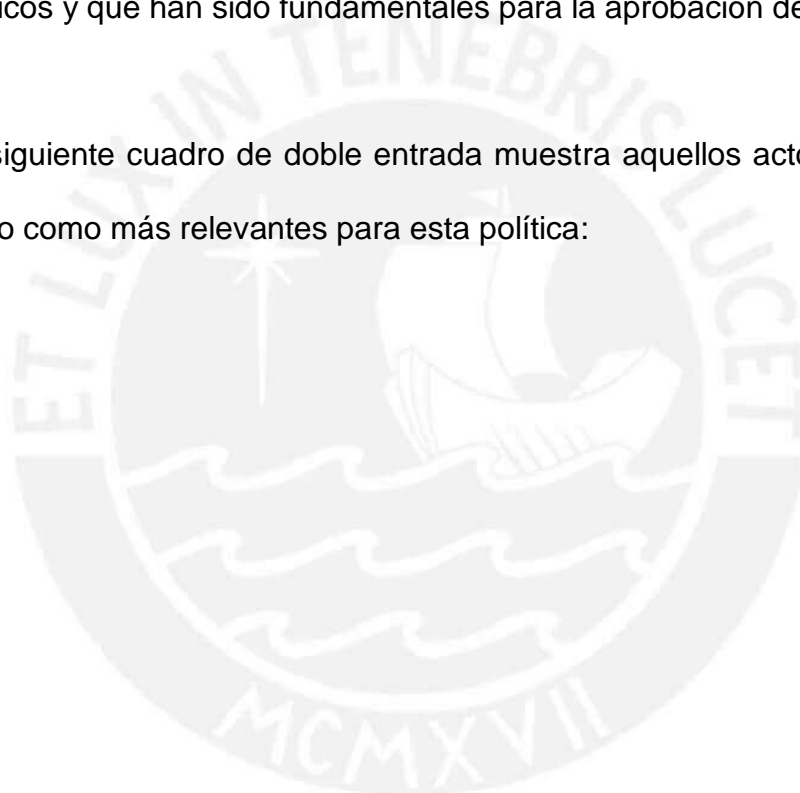 icos y que han sido fundamentales para la aprobación de
siguiente cuadro de doble entrada muestra aquellos acto
o como más relevantes para esta política:
ET LUX IN TENEBRIS LUCET
MCMXVII